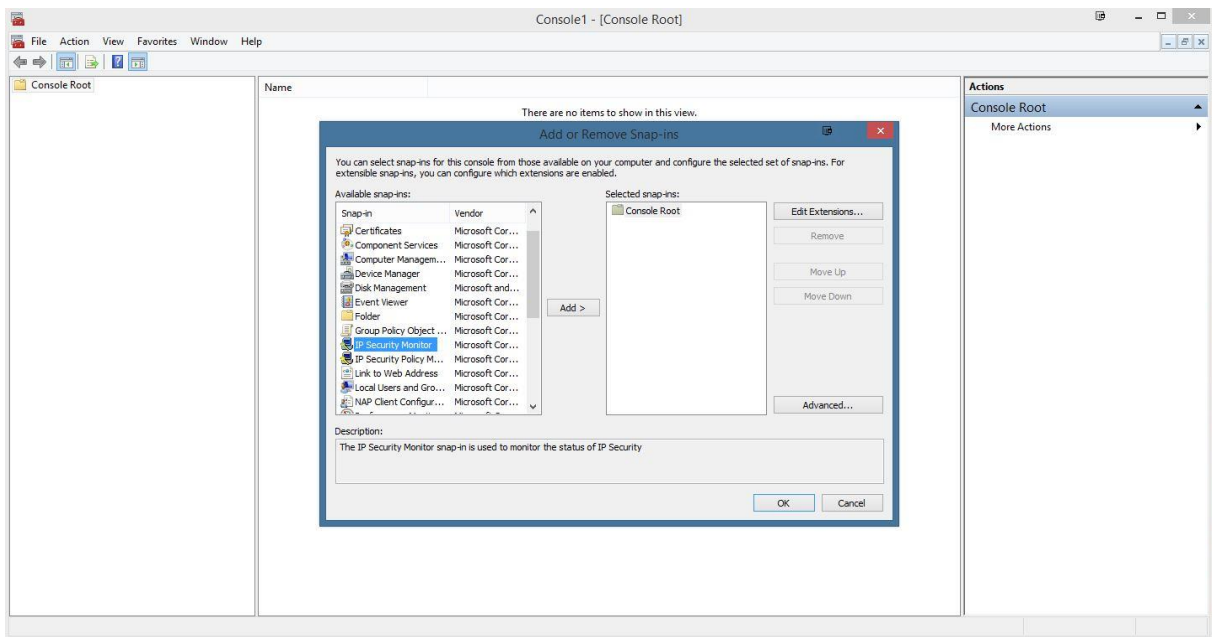 Console1 - [Console Root]
File Action View Favorites Window Help
Console Root
Name
There are no items to show in this view.
Actions
Console Root
More Actions
Add or Remove Snap-ins
You can select snap-ins for this console from those available on your computer and configure the selected set of snap-ins. For
extensible snap-ins, you can configure which extensions are enabled.
Available snap-ins:
Snap-in Vendor
Certificates Microsoft Cor...
Component Services Microsoft Cor...
Computer Managem... Microsoft Cor...
Device Manager Microsoft Cor...
Disk Management Microsoft and...
Event Viewer Microsoft Cor...
Folder Microsoft Cor...
Group Policy Object ... Microsoft Cor...
IP Security Monitor Microsoft Cor...
IP Security Policy M... Microsoft Cor...
Link to Web Address Microsoft Cor...
Local Users and Gro... Microsoft Cor...
NAP Client Configur... Microsoft Cor...
Add >
Selected snap-ins:
Console Root
Edit Extensions...
Remove
Move Up
Move Down
Advanced...
Description:
The IP Security Monitor snap-in is used to monitor the status of IP Security
OK Cancel